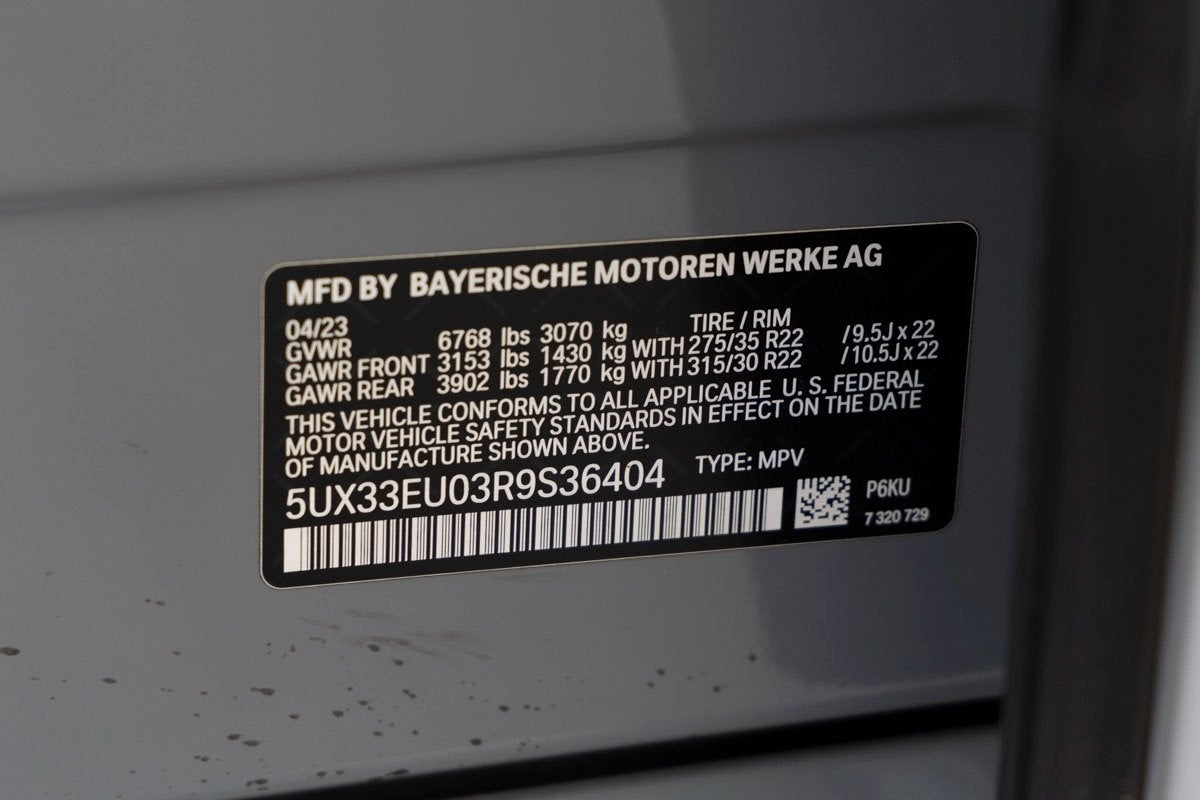 MFD BY BAYERISCHE MOTOREN WERKE AG
04/23 TIRE / RIM
GVWR 6768 lbs 3070 kg
GAWR FRONT 3153 lbs 1430 kg WITH 275/35 R22 /9.5J x 22
GAWR REAR 3902 lbs 1770 kg WITH 315/30 R22 /10.5J x 22
THIS VEHICLE CONFORMS TO ALL APPLICABLE U. S. FEDERAL
MOTOR VEHICLE SAFETY STANDARDS IN EFFECT ON THE DATE
OF MANUFACTURE SHOWN ABOVE.
5UX33EU03R9S36404 TYPE: MPV
P6KU
7 320 729